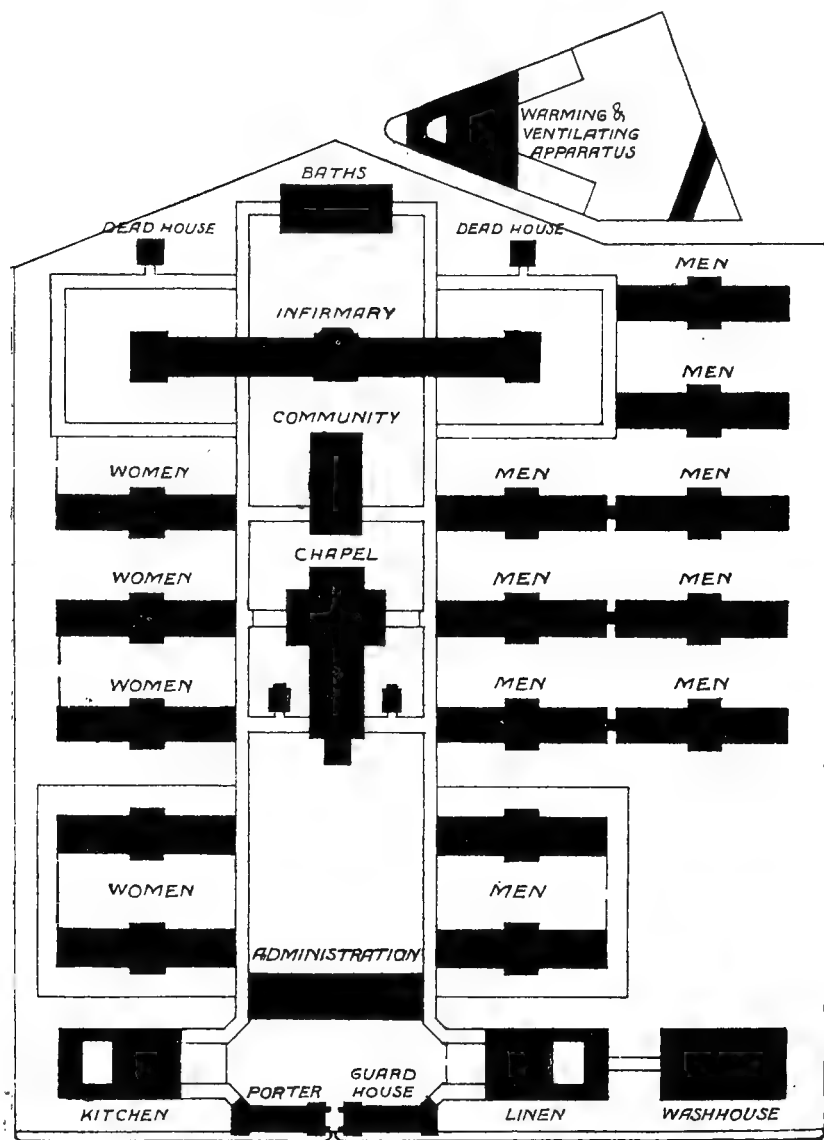 WARMING &
VENTILATING
APPARATUS
BATHS
DEAD HOUSE
DEAD HOUSE
MEN
INFIRMARY
MEN
COMMUNITY
WOMEN
MEN
MEN
CHAPEL
WOMEN
MEN
MEN
WOMEN
MEN
MEN
WOMEN
MEN
ADMINISTRATION
PORTER
GUARD
HOUSE
KITCHEN
LINEN
WASHHOUSE